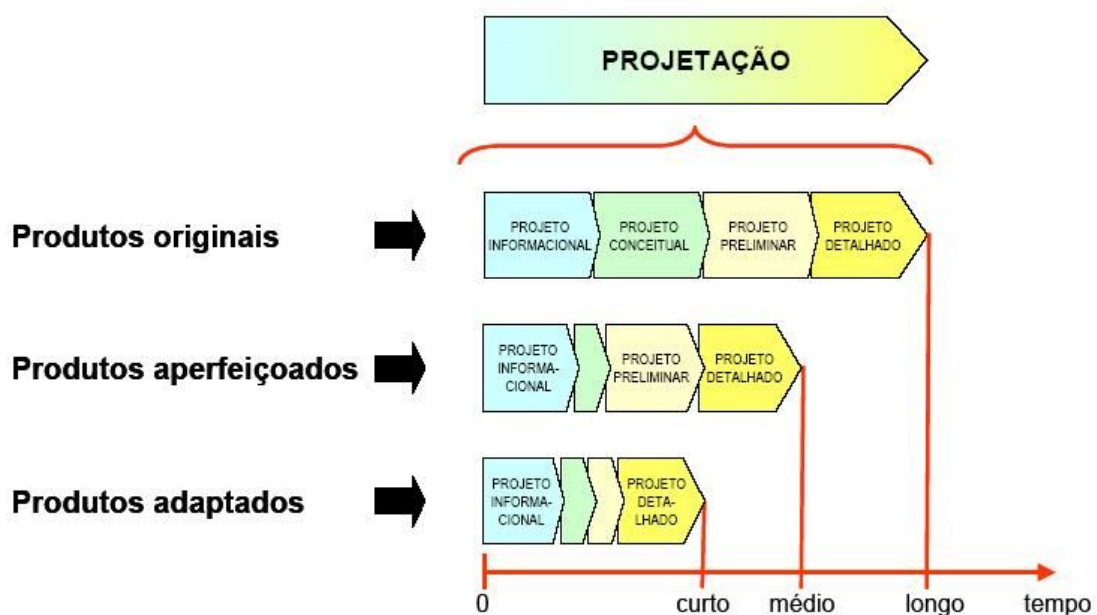 PROJETAÇÃO
Produtos originais
PROJETO
INFORMACIONAL
PROJETO
CONCEITUAL
PROJETO
PRELIMINAR
PROJETO
DETALHADO
Produtos aperfeiçoados
PROJETO
INFORMA-
CIONAL
PROJETO
PRELIMINAR
PROJETO
DETALHADO
Produtos adaptados
PROJETO
INFORMA-
CIONAL
PROJETO
DETA-
LHADO
0 curto médio longo tempo